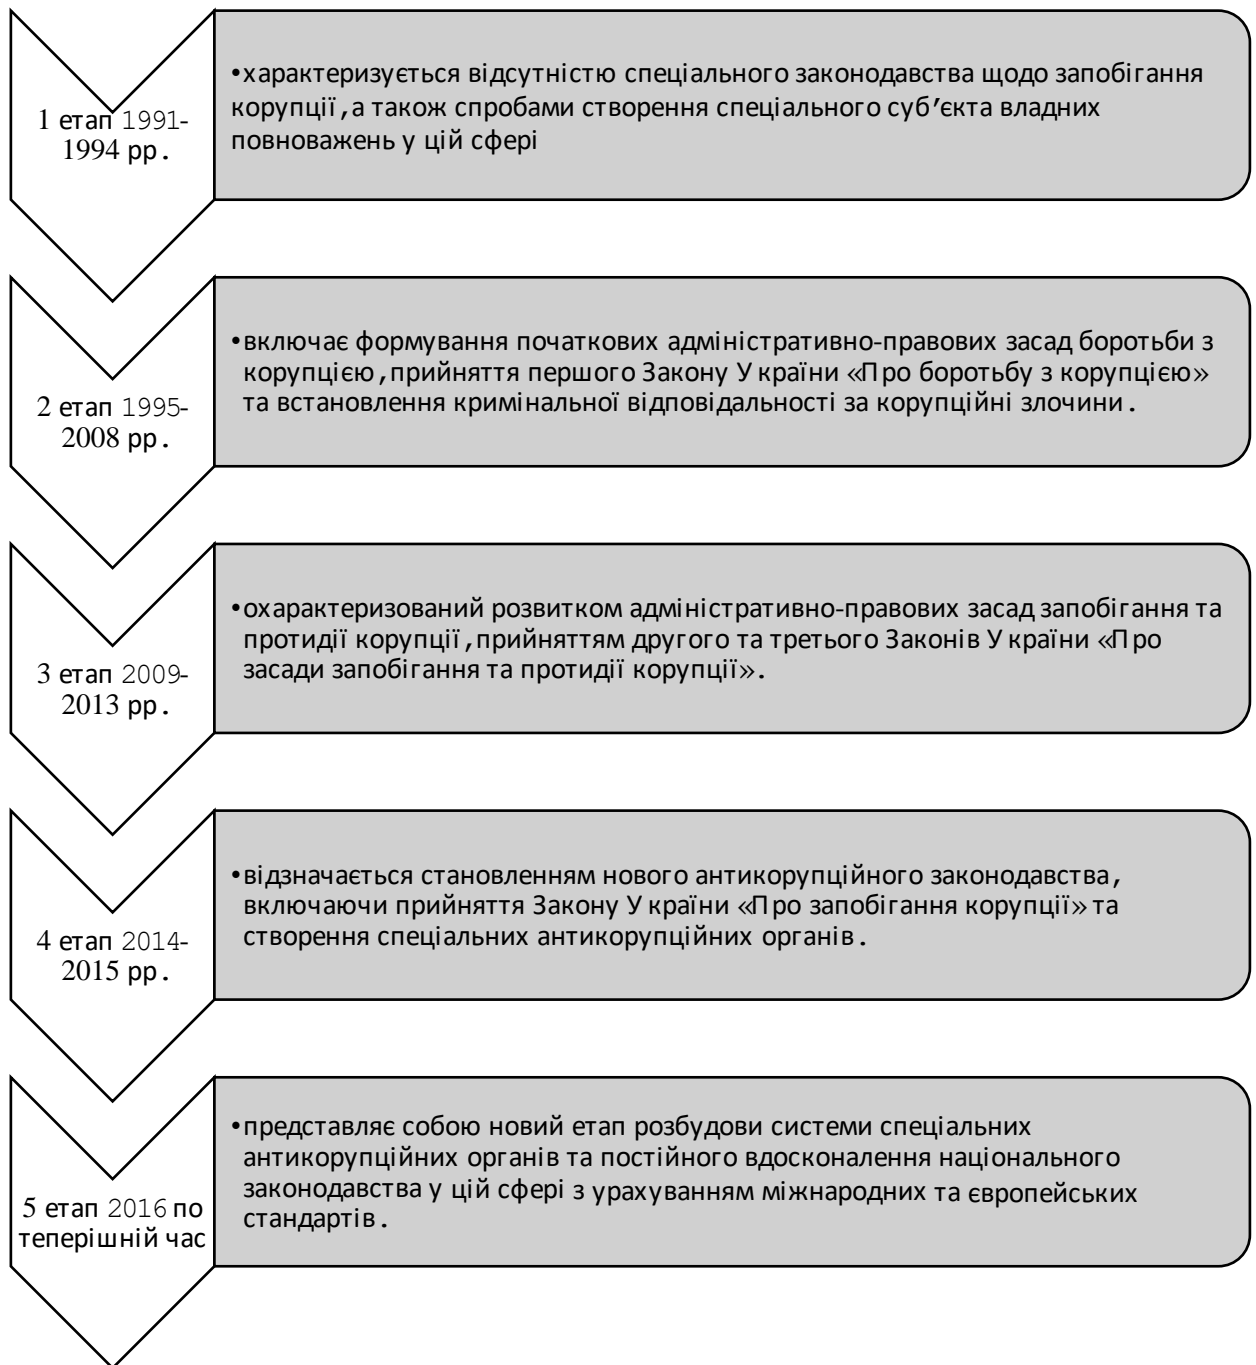 1 етап 1991-
1994 рр.
•характеризується відсутністю спеціального законодавства щодо запобігання
корупції, а також спробами створення спеціального суб’єкта владних
повноважень у цій сфері
2 етап 1995-
2008 рр.
•включає формування початкових адміністративно-правових засад боротьби з
корупцією, прийняття першого Закону України «Про боротьбу з корупцією»
та встановлення кримінальної відповідальності за корупційні злочини.
3 етап 2009-
2013 рр.
•охарактеризований розвитком адміністративно-правових засад запобігання та
протидії корупції, прийняттям другого та третього Законів України «Про
засади запобігання та протидії корупції».
4 етап 2014-
2015 рр.
•відзначається становленням нового антикорупційного законодавства,
включаючи прийняття Закону України «Про запобігання корупції» та
створення спеціальних антикорупційних органів.
5 етап 2016 по
теперішній час
•представляє собою новий етап розбудови системи спеціальних
антикорупційних органів та постійного вдосконалення національного
законодавства у цій сфері з урахуванням міжнародних та європейських
стандартів.